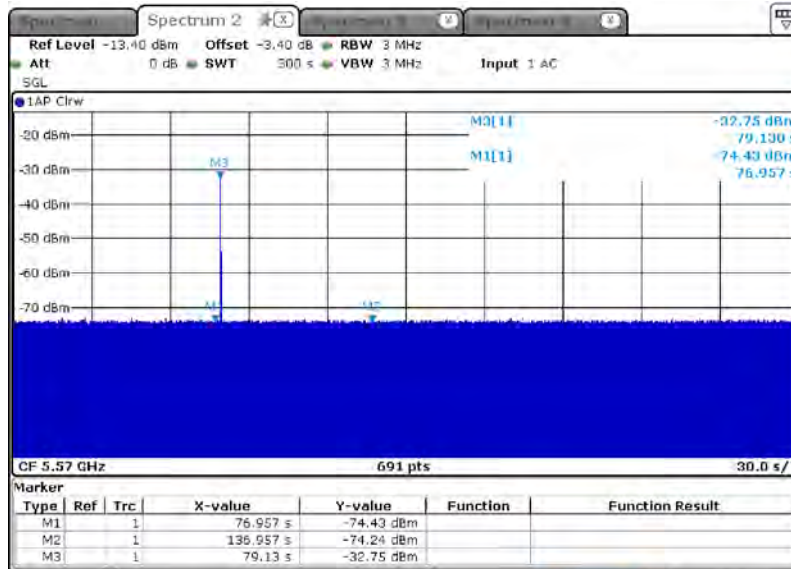 Spectrum 2
Ref Level -13.40 dBm Offset -3.40 dB RBW 3 MHz
Att 0 dB SWT 300 s VBW 3 MHz Input 1 AC
SGL
1AP Clrw
M3[1] -32.75 dBm
79.130 s
M1[1] -74.43 dBm
76.957 s
-20 dBm
-30 dBm
M3
-40 dBm
-50 dBm
-60 dBm
-70 dBm
M2
CF 5.57 GHz 691 pts 30.0 s/
Marker
Type Ref Trc X-value Y-value Function Function Result
M1 1 76.957 s -74.43 dBm
M2 1 136.957 s -74.24 dBm
M3 1 79.13 s -32.75 dBm